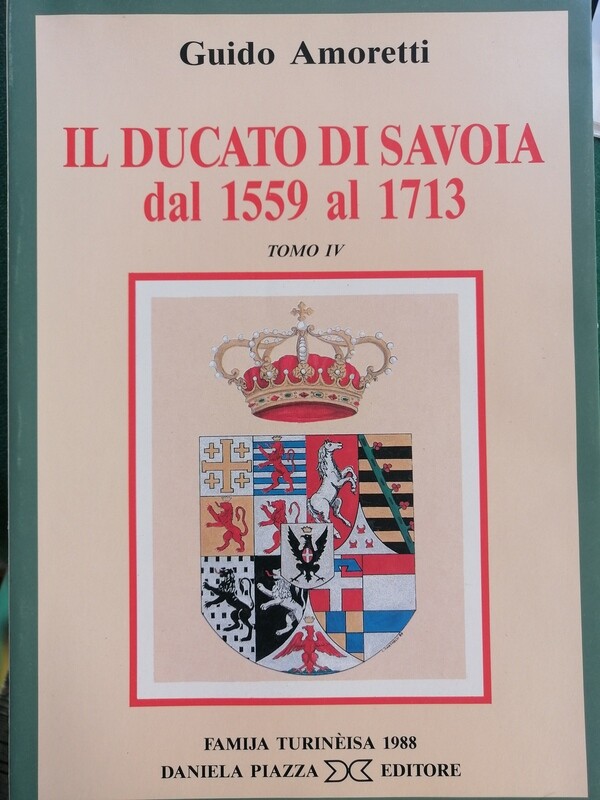 Guido Amoretti
IL DUCATO DI SAVOIA
dal 1559 al 1713
TOMO IV
FAMIJA TURINÈISA 1988
DANIELA PIAZZA EDITORE